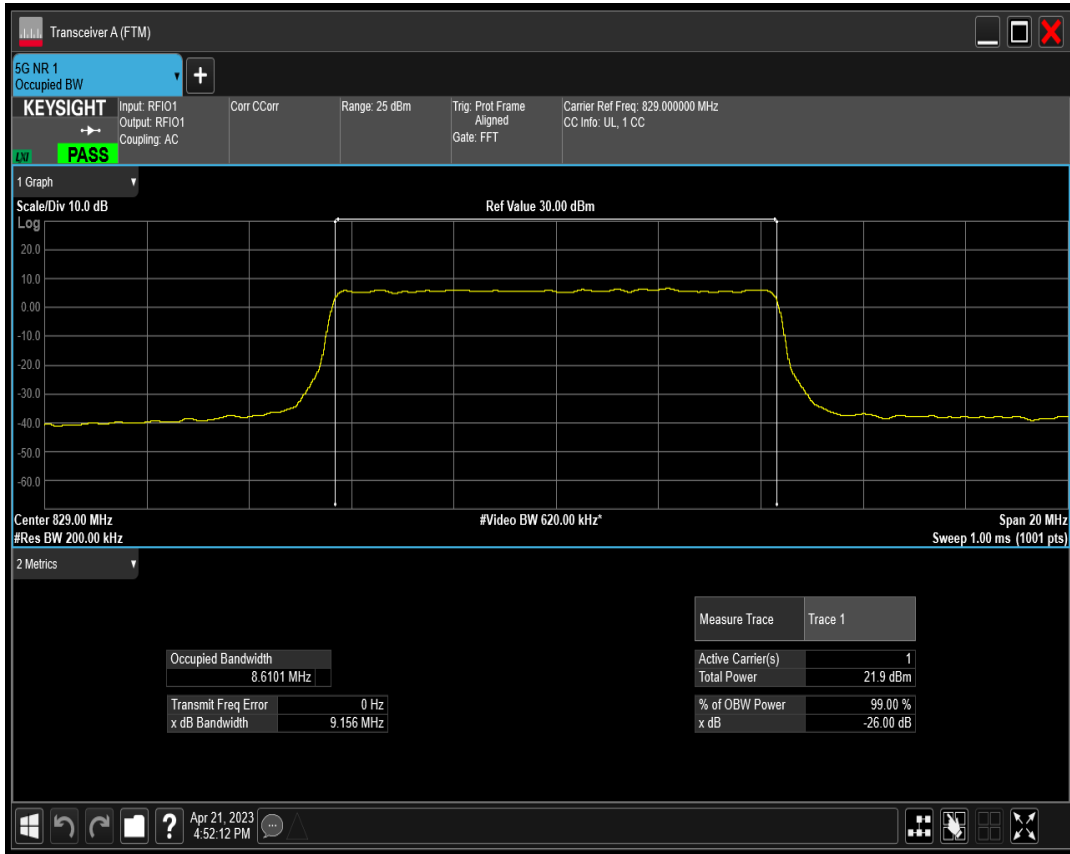 Transceiver A (FTM)
5G NR 1
Occupied BW
+
KEYSIGHT
LXI
PASS
Input: RFIO1
Output: RFIO1
Coupling: AC
Corr CCorr
Range: 25 dBm
Trig: Prot Frame
Aligned
Gate: FFT
Carrier Ref Freq: 829.000000 MHz
CC Info: UL, 1 CC
1 Graph
Scale/Div 10.0 dB
Ref Value 30.00 dBm
Log
20.0
10.0
0.00
-10.0
-20.0
-30.0
-40.0
-50.0
-60.0
Center 829.00 MHz
#Video BW 620.00 kHz*
Span 20 MHz
#Res BW 200.00 kHz
Sweep 1.00 ms (1001 pts)
2 Metrics
Measure Trace Trace 1
Occupied Bandwidth
8.6101 MHz
Active Carrier(s) 1
Total Power 21.9 dBm
Transmit Freq Error 0 Hz
x dB Bandwidth 9.156 MHz
% of OBW Power 99.00 %
x dB -26.00 dB
?
Apr 21, 2023
4:52:12 PM